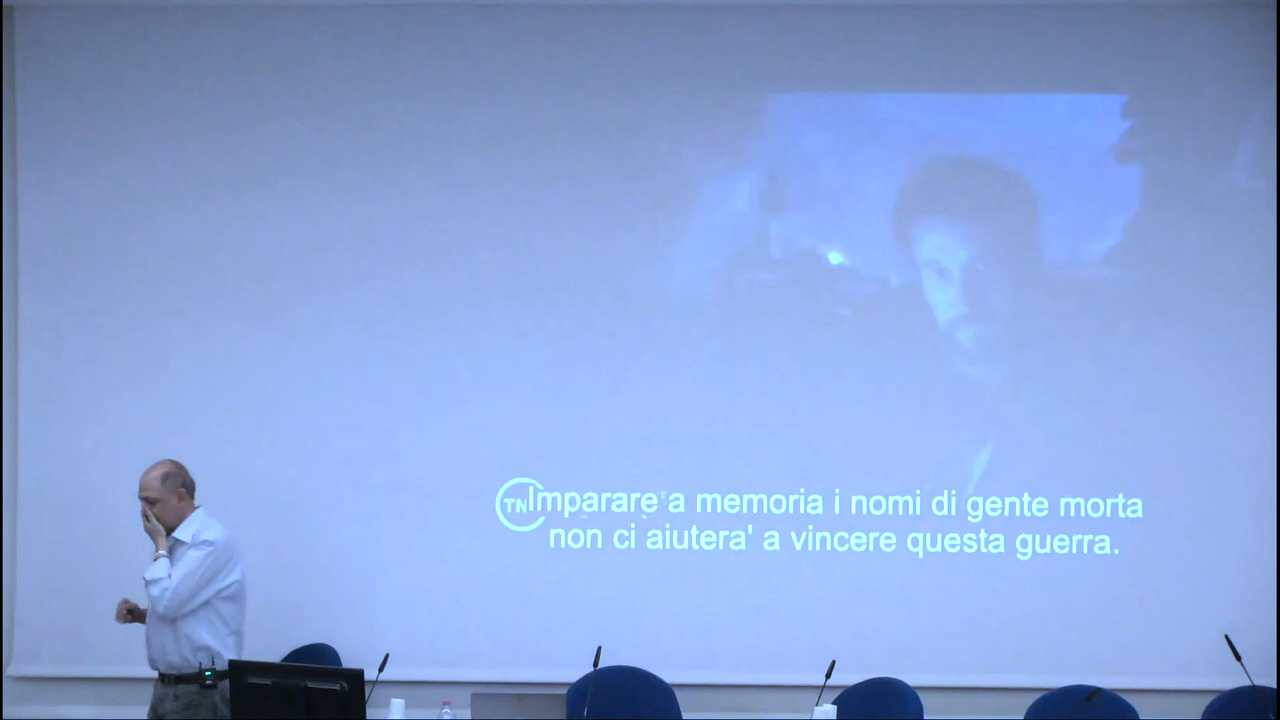 TN
Imparare a memoria i nomi di gente morta
non ci aiutera' a vincere questa guerra.